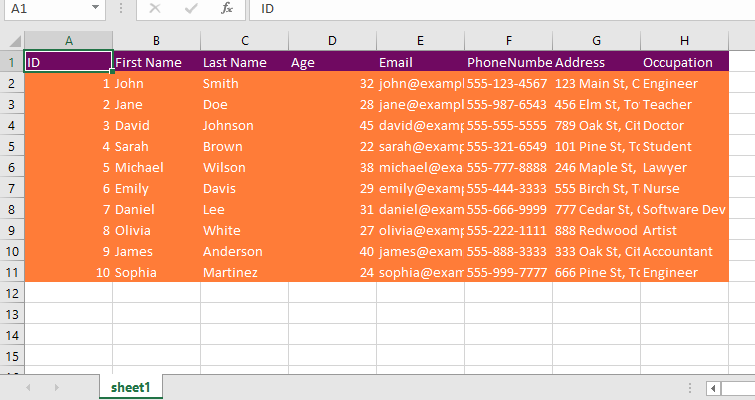 A1 fx ID
A B C D E F G H
1 ID First Name Last Name Age Email PhoneNumbe Address Occupation
2 1 John Smith 32 john@exampl 555-123-4567 123 Main St, C Engineer
3 2 Jane Doe 28 jane@exampl 555-987-6543 456 Elm St, To Teacher
4 3 David Johnson 45 david@examp 555-555-5555 789 Oak St, Cit Doctor
5 4 Sarah Brown 22 sarah@examp 555-321-6549 101 Pine St, To Student
6 5 Michael Wilson 38 michael@exa 555-777-8888 246 Maple St, Lawyer
7 6 Emily Davis 29 emily@examp 555-444-3333 555 Birch St, T Nurse
8 7 Daniel Lee 31 daniel@exam 555-666-9999 777 Cedar St, Software Dev
9 8 Olivia White 27 olivia@examp 555-222-1111 888 Redwood Artist
10 9 James Anderson 40 james@exam 555-888-3333 333 Oak St, Cit Accountant
11 10 Sophia Martinez 24 sophia@exam 555-999-7777 666 Pine St, To Engineer
12
13
14
15
sheet1